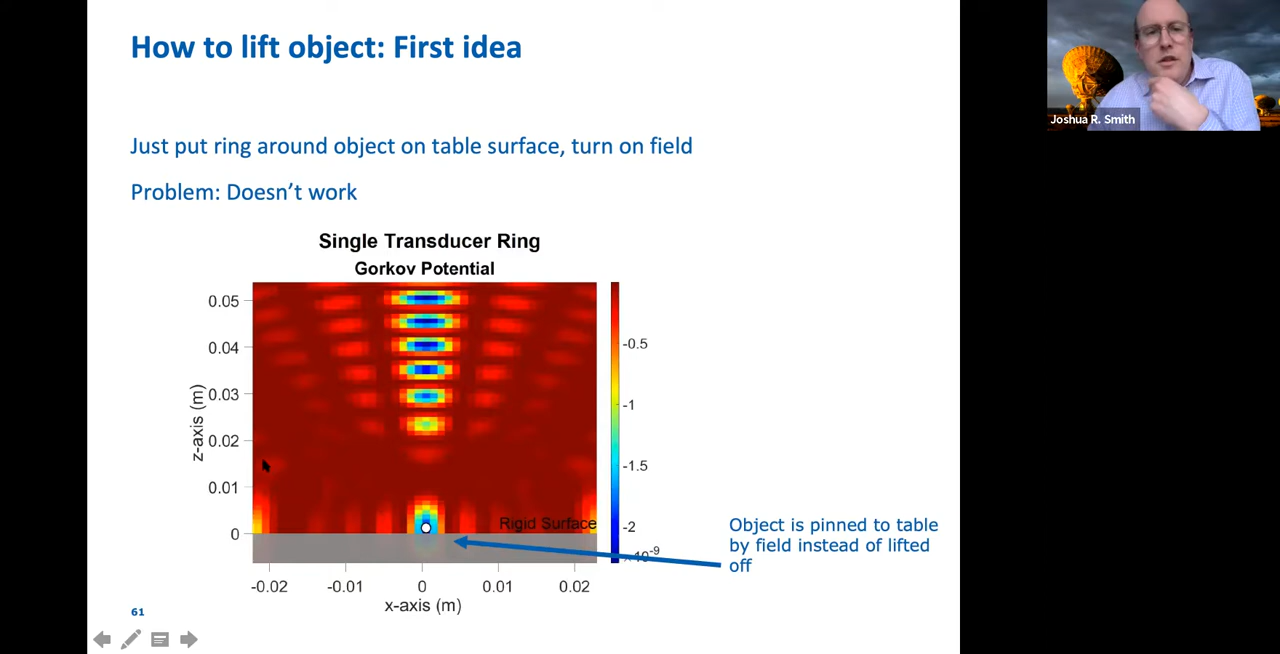 How to lift object: First idea
Joshua R. Smith
Just put ring around object on table surface, turn on field
Problem: Doesn't work
Single Transducer Ring
Gorkov Potential
0.05
0.04
0.03
0.02
0.01
0
z-axis (m)
-0.02
-0.01
0
0.01
0.02
x-axis (m)
-0.5
-1
-1.5
-2
Rigid Surface
Object is pinned to table
by field instead of lifted
off
61